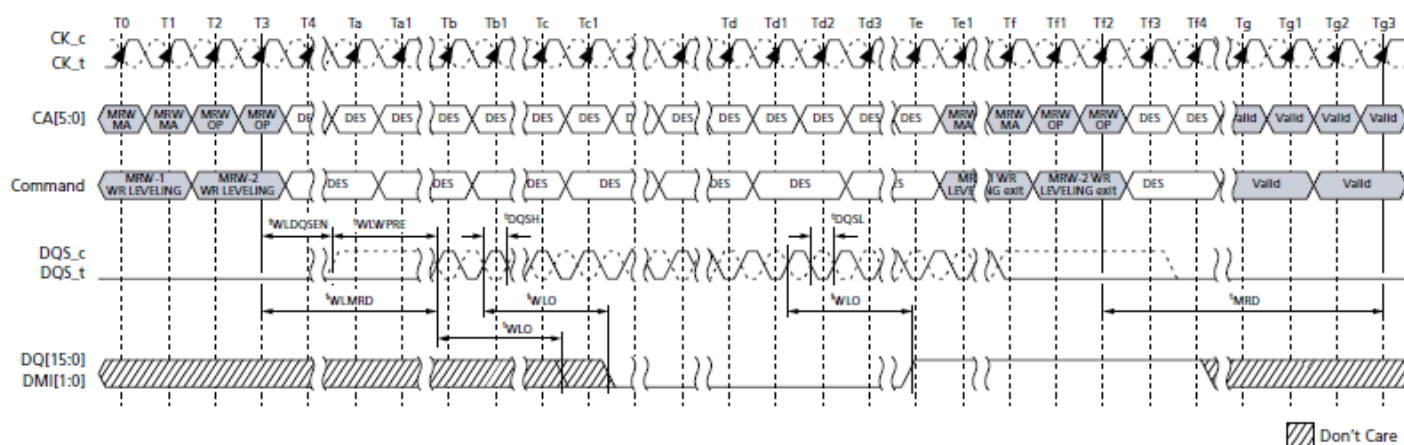 T0 T1 T2 T3 T4 Ta Ta1 Tb Tb1 Tc Tc1 Td Td1 Td2 Td3 Te Te1 Tf Tf1 Tf2 Tf3 Tf4 Tg Tg1 Tg2 Tg3
CK_c
CK_t
CA[5:0] MRW MA MRW MA MRW OP MRW OP DES DES DES DES DES DES DES DES DES DES DES DES DES DES MRW MA MRW MA MRW OP MRW OP DES DES Valid Valid Valid Valid
Command MRW-1 WR LEVELING MRW-2 WR LEVELING DES DES DES DES DES DES MRW-2 WR LEVELING exit DES Valid Valid
tWLDQSEN tWLWPRE tDQSH tDQSL
DQS_c
DQS_t
tWLMRD tWLO tWLO tMRD
tWLO
DQ[15:0]
DMI[1:0]
Don't Care